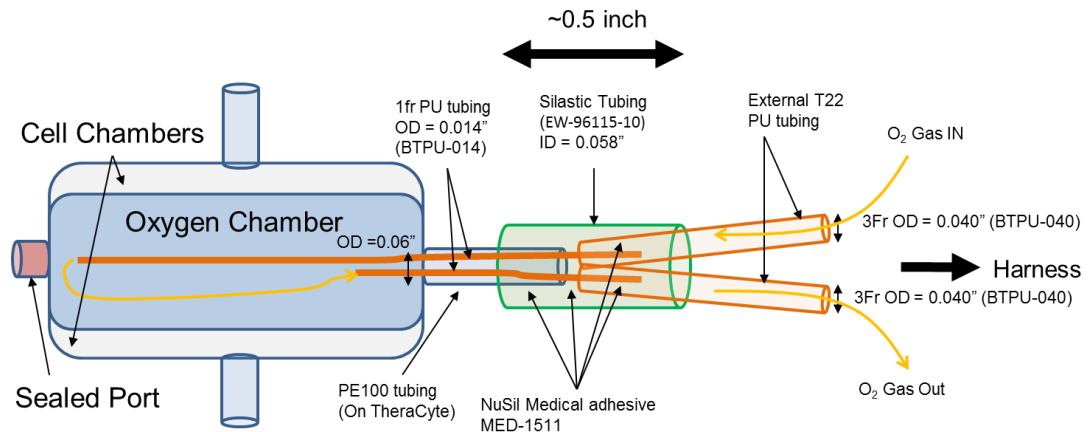 ~0.5 inch
1fr PU tubing
OD = 0.014”
(BTPU-014)
Silastic Tubing
(EW-96115-10)
ID = 0.058”
External T22
PU tubing
O2 Gas IN
Cell Chambers
Oxygen Chamber
OD =0.06”
3Fr OD = 0.040” (BTPU-040)
Harness
3Fr OD = 0.040” (BTPU-040)
Sealed Port
PE100 tubing
(On TheraCyte)
NuSil Medical adhesive
MED-1511
O2 Gas Out